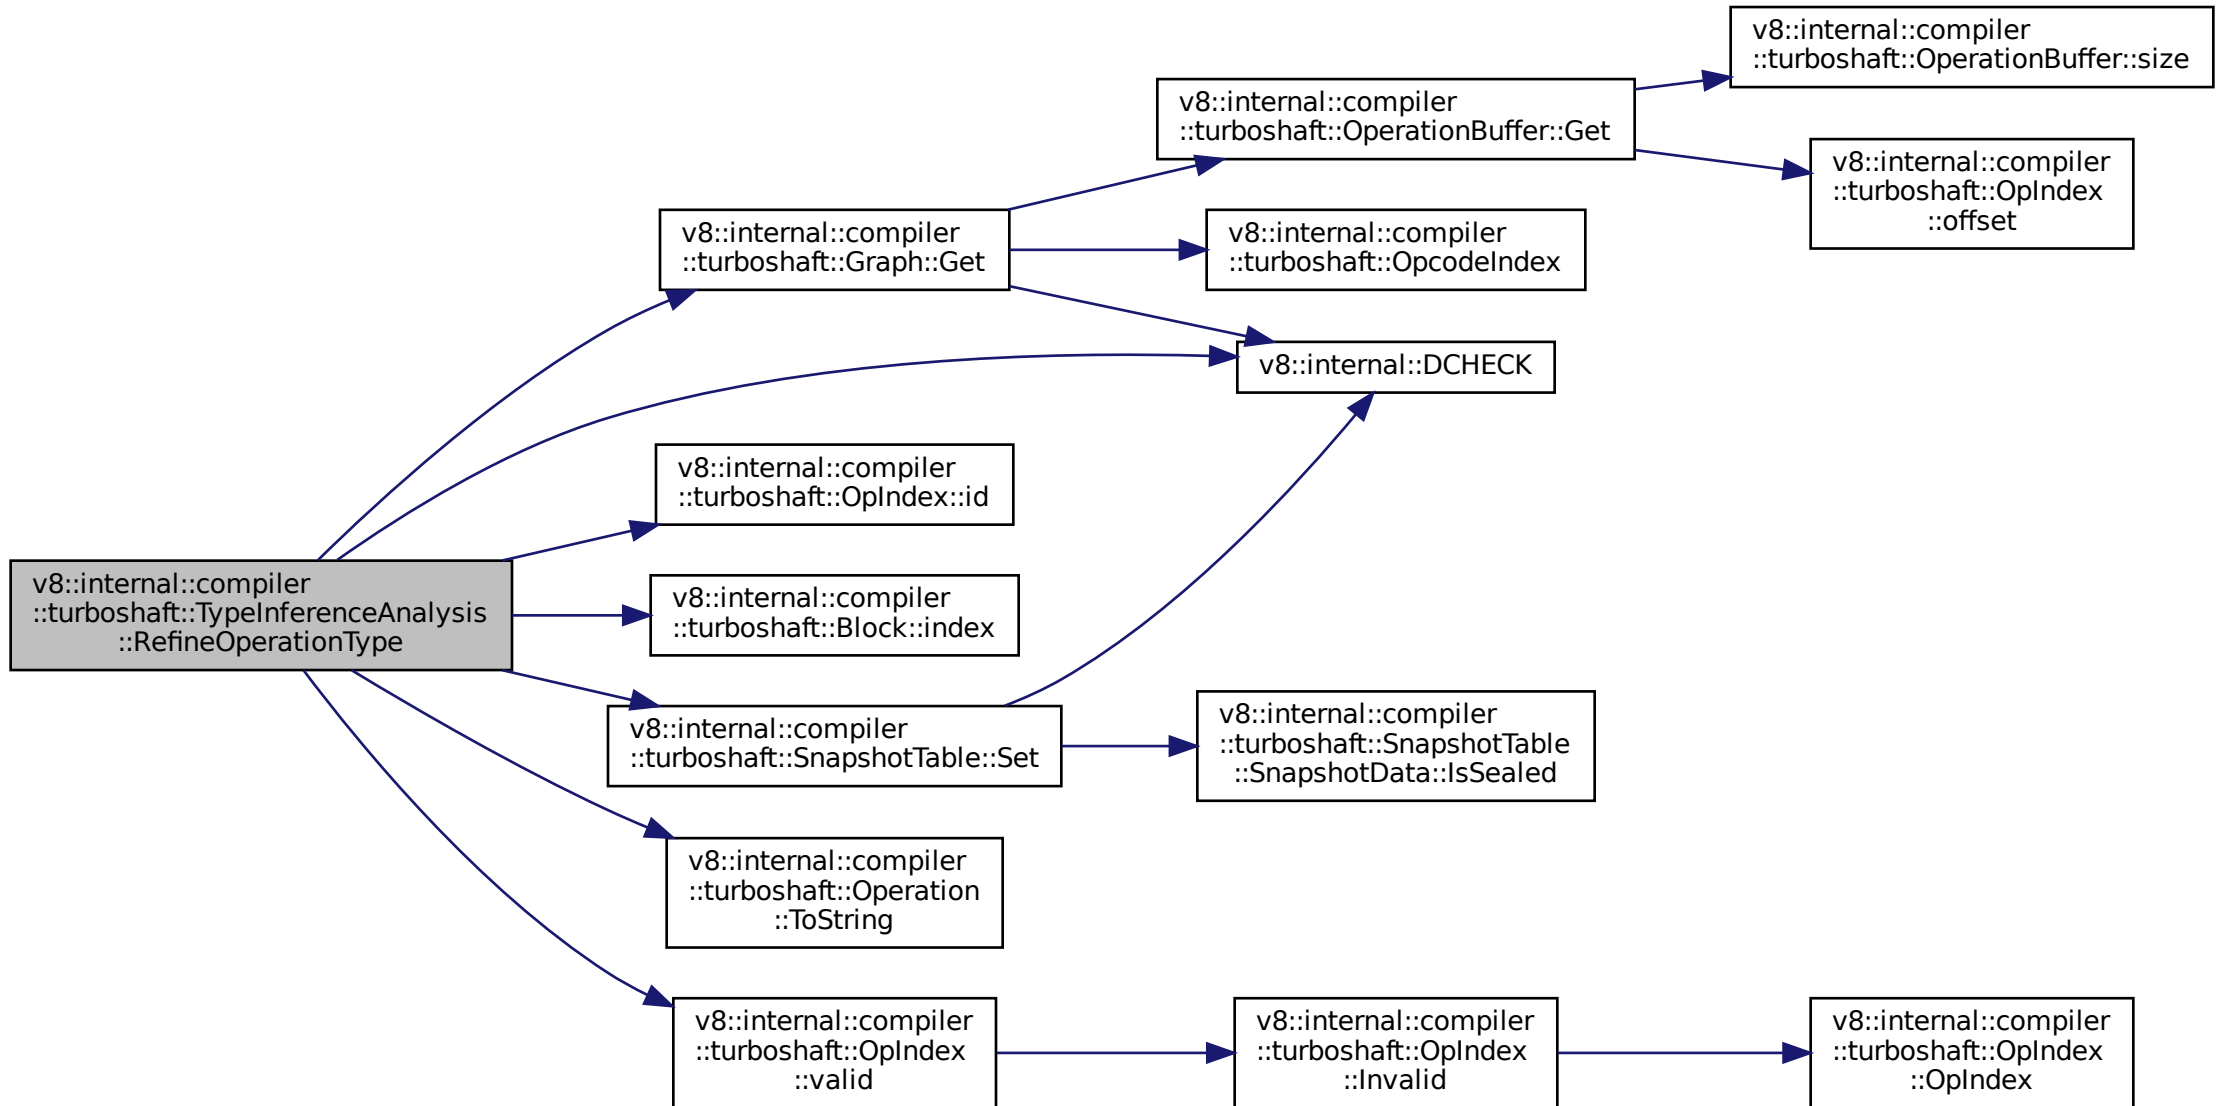 v8::internal::compiler
::turboshaft::TypeInferenceAnalysis
::RefineOperationType
v8::internal::compiler
::turboshaft::Graph::Get
v8::internal::compiler
::turboshaft::OperationBuffer::Get
v8::internal::compiler
::turboshaft::OperationBuffer::size
v8::internal::compiler
::turboshaft::OpIndex
::offset
v8::internal::compiler
::turboshaft::OpcodeIndex
v8::internal::DCHECK
v8::internal::compiler
::turboshaft::OpIndex::id
v8::internal::compiler
::turboshaft::Block::index
v8::internal::compiler
::turboshaft::SnapshotTable::Set
v8::internal::compiler
::turboshaft::SnapshotTable
::SnapshotData::IsSealed
v8::internal::compiler
::turboshaft::Operation
::ToString
v8::internal::compiler
::turboshaft::OpIndex
::valid
v8::internal::compiler
::turboshaft::OpIndex
::Invalid
v8::internal::compiler
::turboshaft::OpIndex
::OpIndex